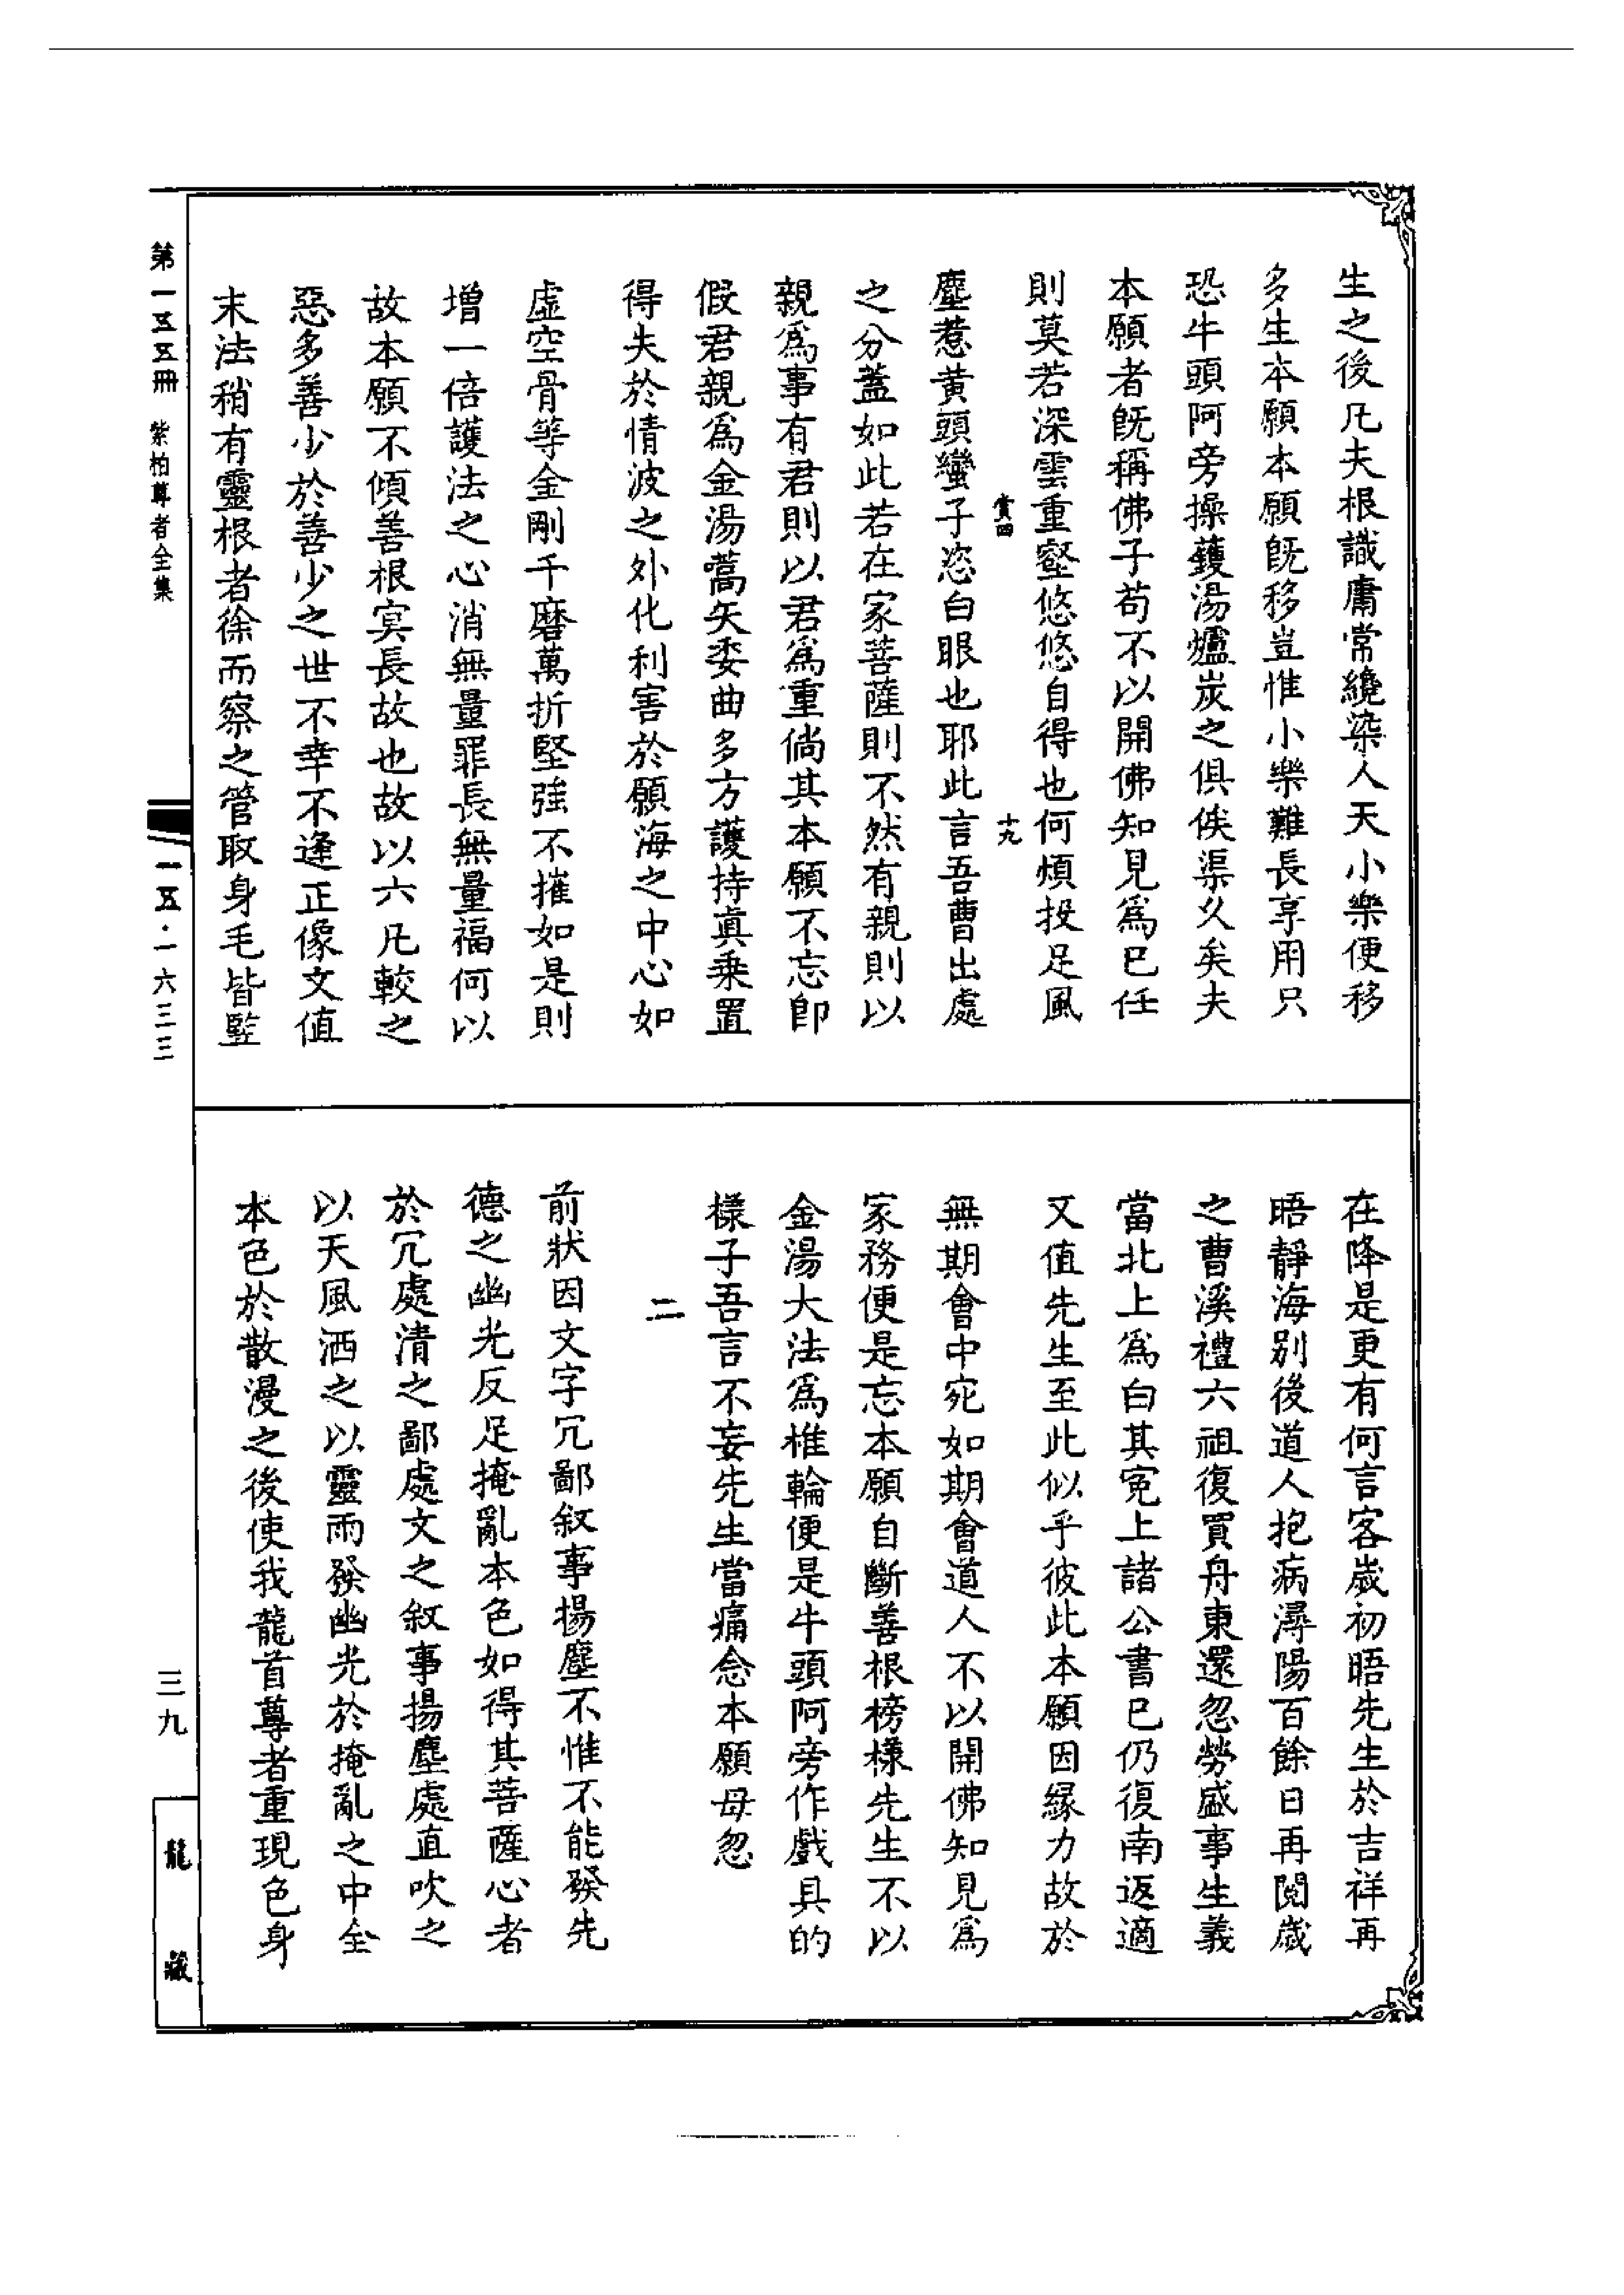 生之後凡夫根識庸常纔染人天小樂便移
多生本願本願旣移豈惟小樂難長享用只
恐牛頭阿旁操鑊湯爐炭之俱俟渠久矣夫
本願者旣稱佛子苟不以開佛知見爲已任
則莫若深雲重壑悠悠自得也何煩投足風
賞四
十九
塵惹黄頭蠻子恣白眼也耶此言吾曹出處
之分葢如此若在家菩薩則不然有親則以
親爲事有君則以君爲重倘其本願不忘卽
假君親爲金湯蒿矢委曲多方護持眞乗置
得失於情波之外化利害於願海之中心如
虛空骨等金剛千磨萬折堅強不摧如是則
增一倍護法之心消無量罪長無量福何以
故本願不傾善根冥長故也故以六凡較之
惡多善少於善少之世不幸不逢正像文值
末法稍有靈根者徐而察之管取身毛皆竪
在降是更有何言客歲初晤先生於吉祥再
晤靜海別後道人抱病潯陽百餘日再閱歲
之曹溪禮六祖復買舟東還忽勞盛事生義
當北上爲白其寃上諸公書已仍復南返適
又值先生至此似乎彼此本願因緣力故於
無期會中宛如期會道人不以開佛知見爲
家務便是忘本願自斷善根榜様先生不以
金湯大法爲椎輪便是牛頭阿旁作戲具的
樣子吾言不妄先生當痛念本願毋忽
二
前狀因文字冗鄙叙事揚塵不惟不能發先
德之幽光反足掩亂本色如得其菩薩心者
於冗處清之鄙處文之叙事揚塵處直吹之
以天風洒之以靈雨發幽光於掩亂之中全
本色於散漫之後使我龍首尊者重現色身
第一五五冊 紫柏尊者全集
一五·一六三三
三九
龍藏